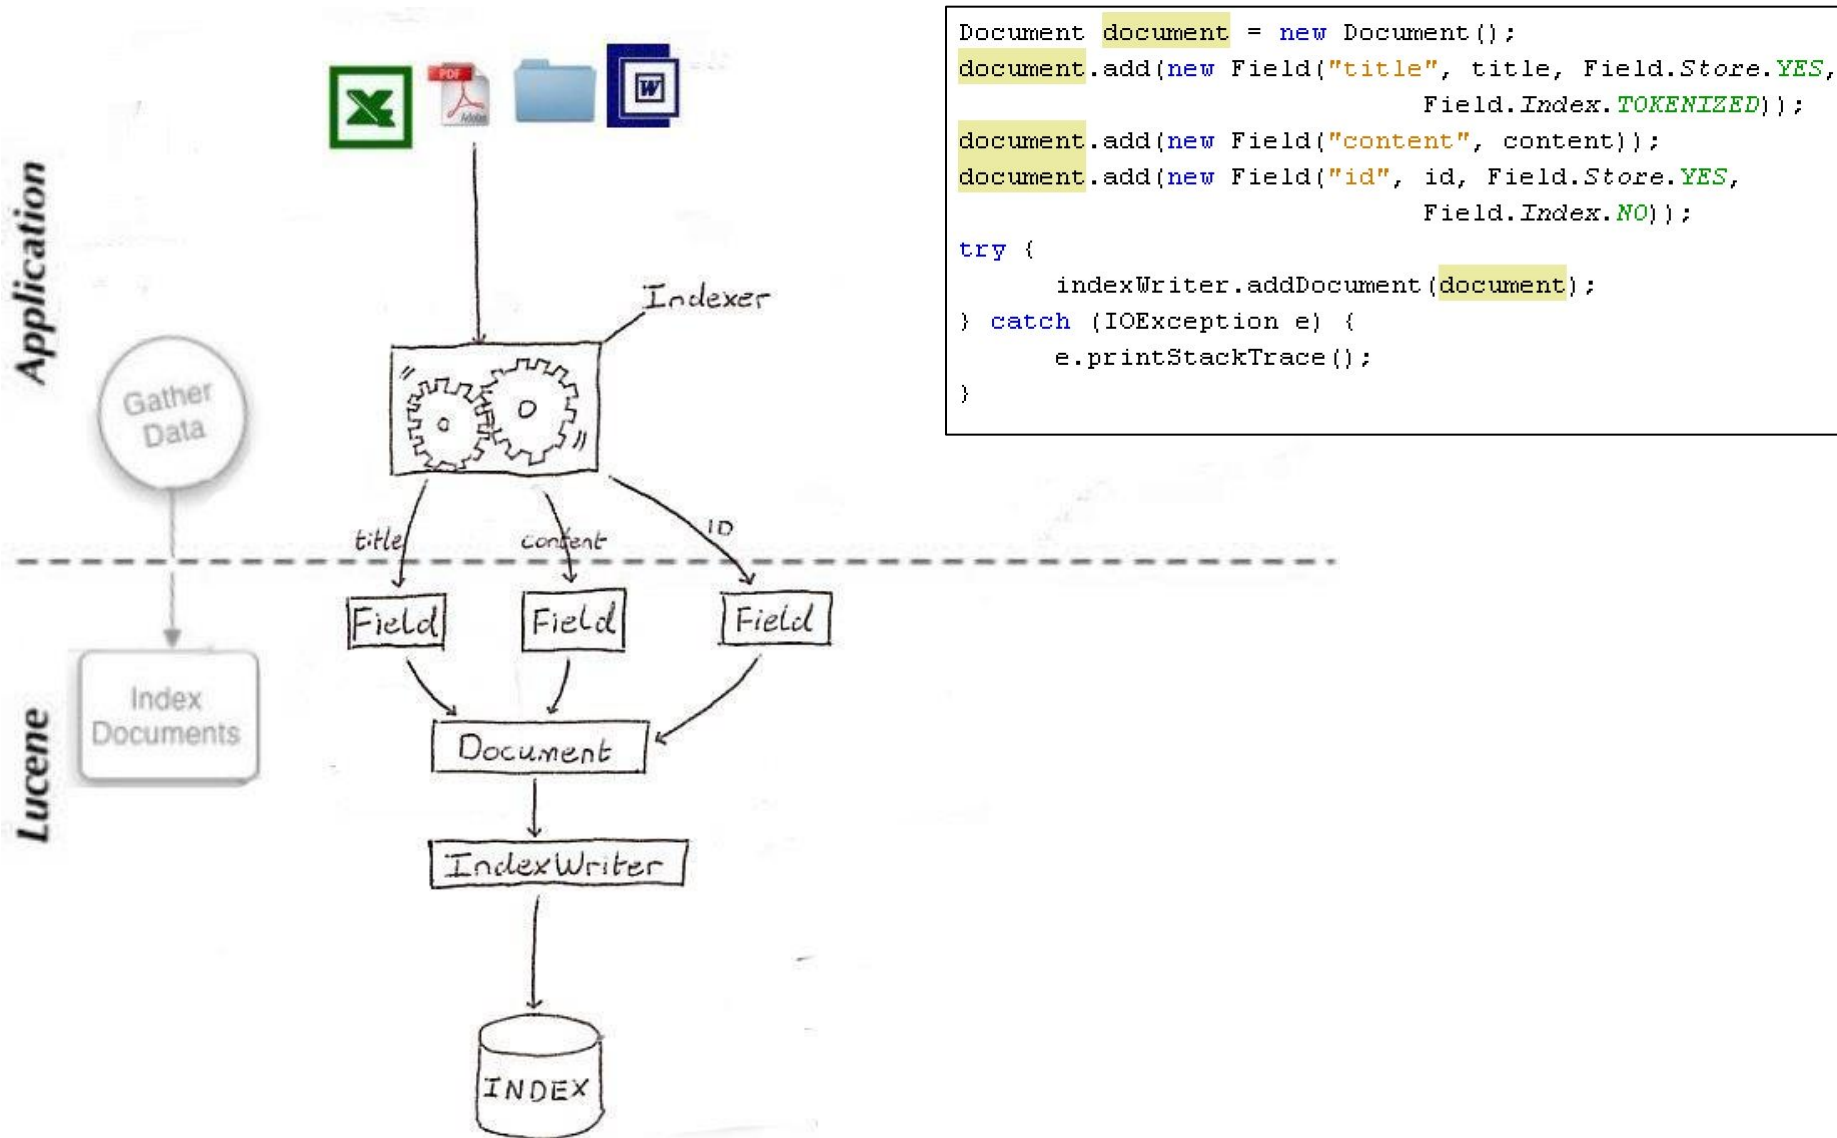 PDF
Adobe
W
Application
Gather
Data
Indexer
title
content
ID
Field
Field
Field
Lucene
Index
Documents
Document
IndexWriter
INDEX
Document document = new Document();
document.add(new Field("title", title, Field.Store.YES,
Field.Index.TOKENIZED));
document.add(new Field("content", content));
document.add(new Field("id", id, Field.Store.YES,
Field.Index.NO));
try {
indexWriter.addDocument(document);
} catch (IOException e) {
e.printStackTrace();
}